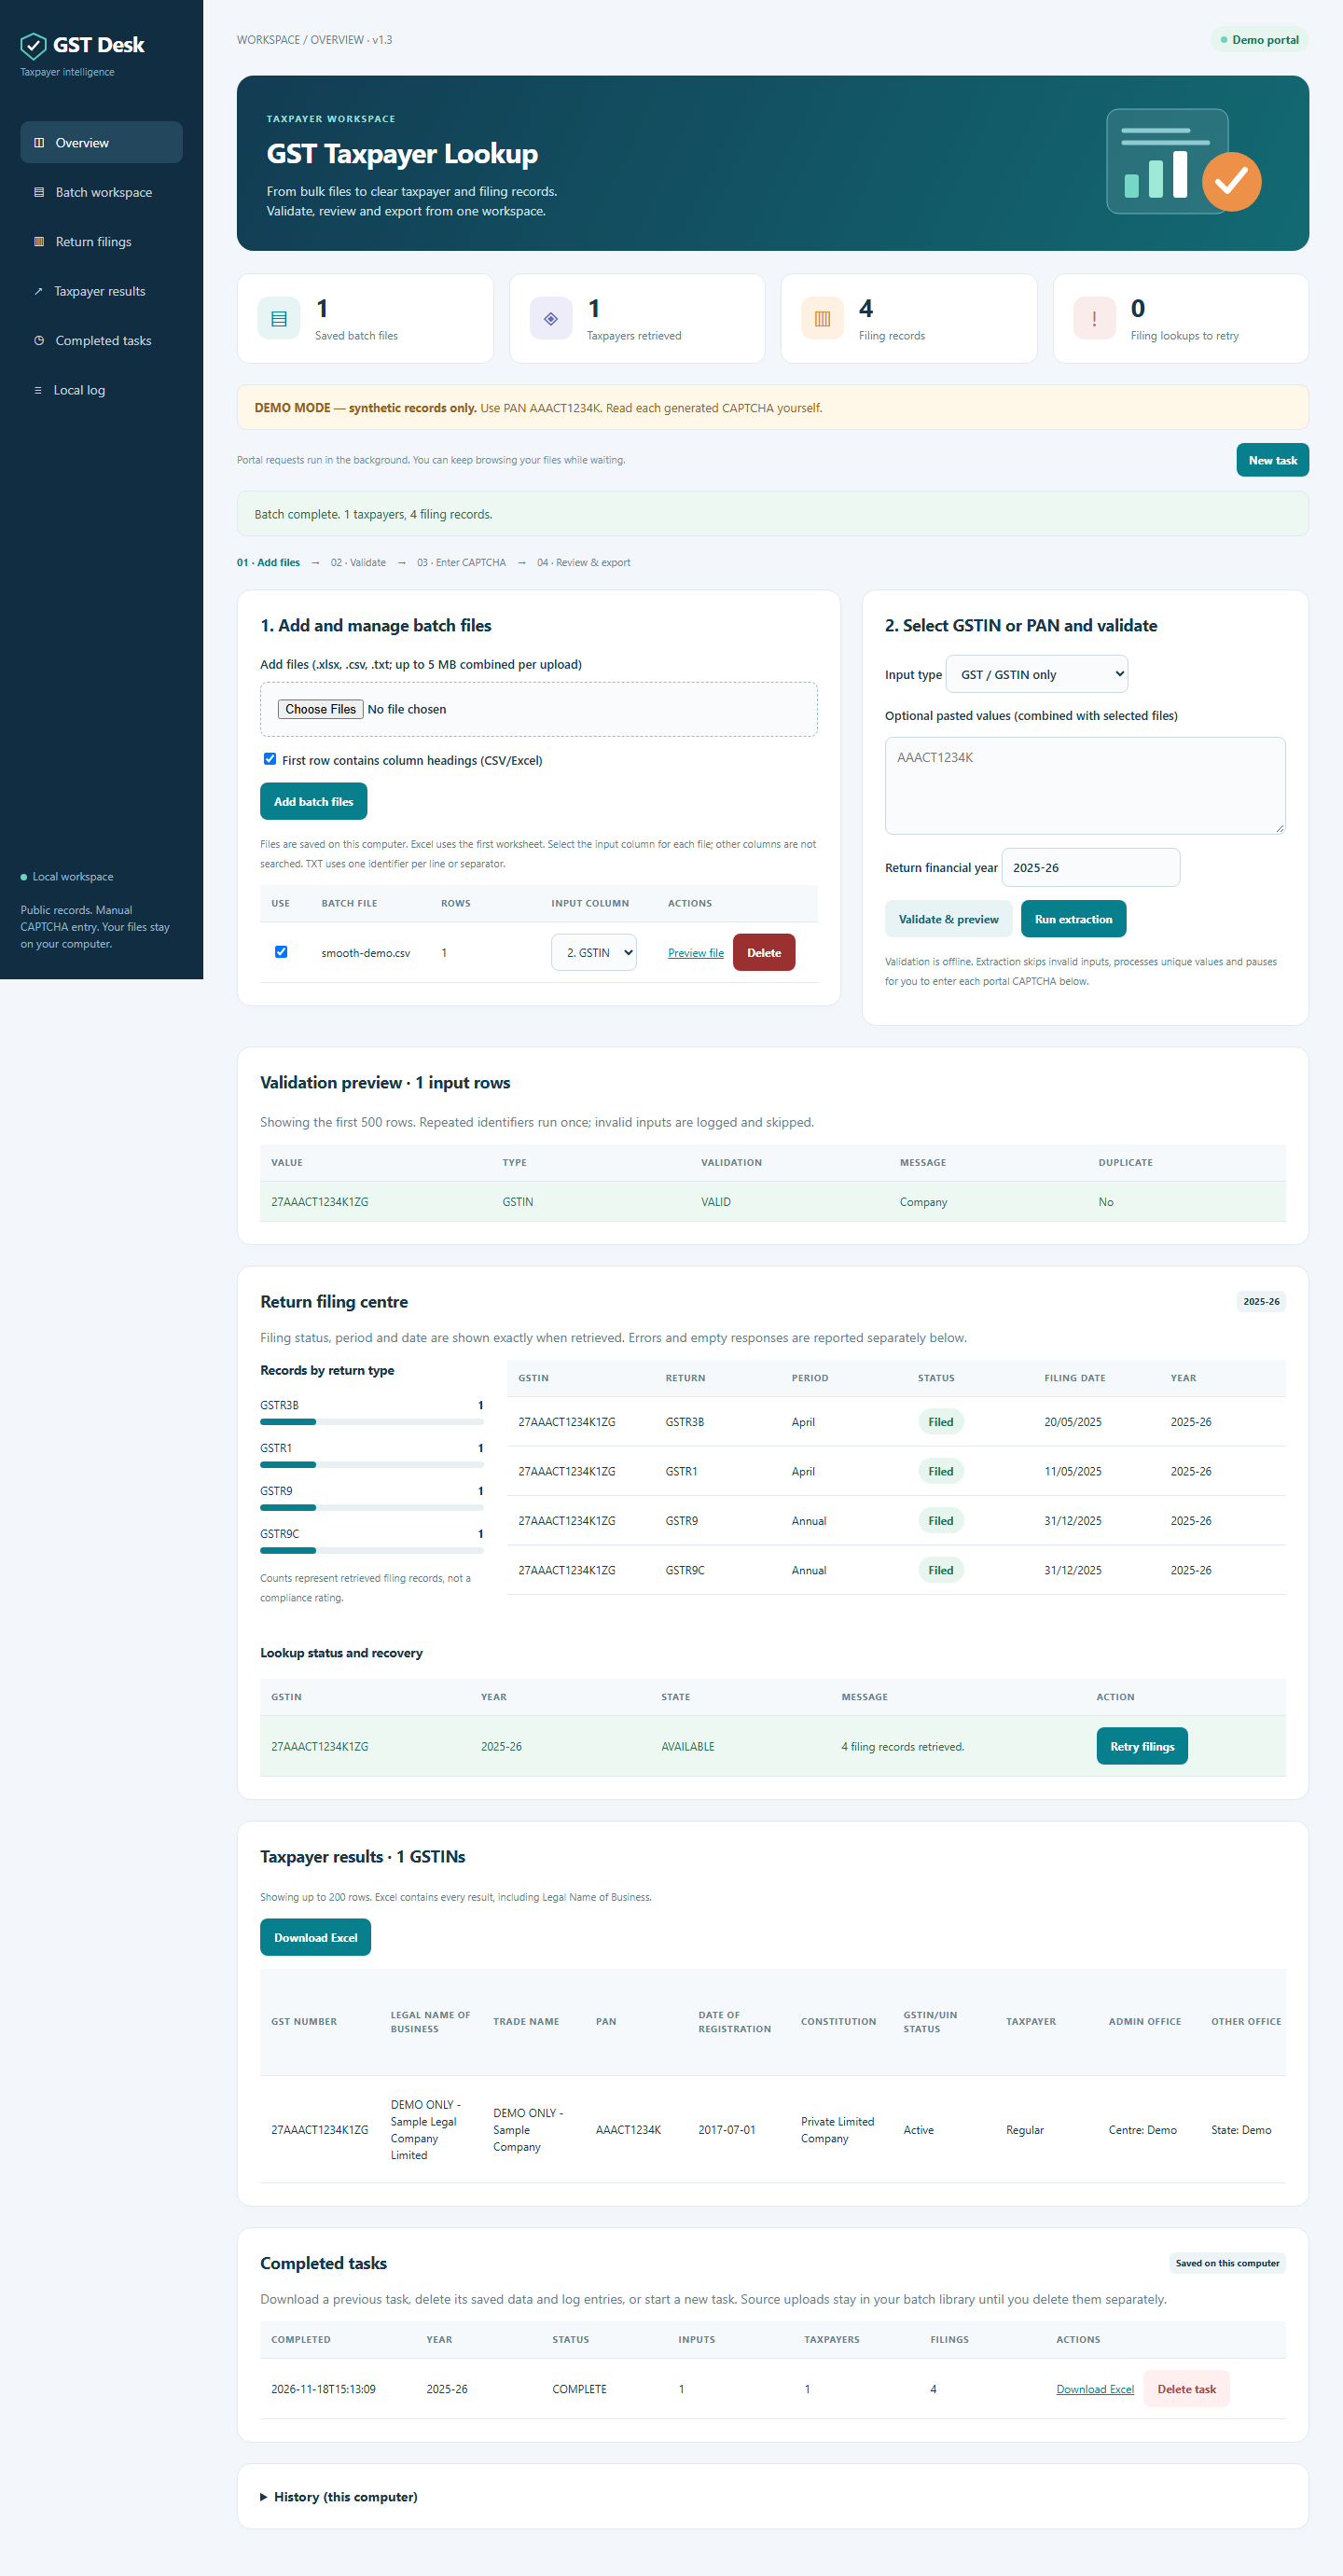 GST Desk
Taxpayer intelligence
Overview
Batch workspace
Return filings
Taxpayer results
Completed tasks
Local log
Local workspace
Public records. Manual
CAPTCHA entry. Your files stay
on your computer.
WORKSPACE / OVERVIEW · v1.3
Demo portal
TAXPAYER WORKSPACE
GST Taxpayer Lookup
From bulk files to clear taxpayer and filing records.
Validate, review and export from one workspace.
1
Saved batch files
1
Taxpayers retrieved
4
Filing records
!
0
Filing lookups to retry
DEMO MODE — synthetic records only. Use PAN AAACT1234K. Read each generated CAPTCHA yourself.
Portal requests run in the background. You can keep browsing your files while waiting.
New task
Batch complete. 1 taxpayers, 4 filing records.
01 · Add files → 02 · Validate → 03 · Enter CAPTCHA → 04 · Review & export
1. Add and manage batch files
Add files (.xlsx, .csv, .txt; up to 5 MB combined per upload)
Choose Files No file chosen
First row contains column headings (CSV/Excel)
Add batch files
Files are saved on this computer. Excel uses the first worksheet. Select the input column for each file; other columns are not
searched. TXT uses one identifier per line or separator.
USE BATCH FILE ROWS INPUT COLUMN ACTIONS
smooth-demo.csv 1 2. GSTIN Preview file Delete
2. Select GSTIN or PAN and validate
Input type GST / GSTIN only
Optional pasted values (combined with selected files)
AAACT1234K
Return financial year 2025-26
Validate & preview Run extraction
Validation is offline. Extraction skips invalid inputs, processes unique values and pauses
for you to enter each portal CAPTCHA below.
Validation preview · 1 input rows
Showing the first 500 rows. Repeated identifiers run once; invalid inputs are logged and skipped.
VALUE TYPE VALIDATION MESSAGE DUPLICATE
27AAACT1234K1ZG GSTIN VALID Company No
Return filing centre
2025-26
Filing status, period and date are shown exactly when retrieved. Errors and empty responses are reported separately below.
Records by return type
GSTR3B 1
GSTR1 1
GSTR9 1
GSTR9C 1
Counts represent retrieved filing records, not a
compliance rating.
GSTIN RETURN PERIOD STATUS FILING DATE YEAR
27AAACT1234K1ZG GSTR3B April Filed 20/05/2025 2025-26
27AAACT1234K1ZG GSTR1 April Filed 11/05/2025 2025-26
27AAACT1234K1ZG GSTR9 Annual Filed 31/12/2025 2025-26
27AAACT1234K1ZG GSTR9C Annual Filed 31/12/2025 2025-26
Lookup status and recovery
GSTIN YEAR STATE MESSAGE ACTION
27AAACT1234K1ZG 2025-26 AVAILABLE 4 filing records retrieved. Retry filings
Taxpayer results · 1 GSTINs
Showing up to 200 rows. Excel contains every result, including Legal Name of Business.
Download Excel
GST NUMBER LEGAL NAME OF BUSINESS TRADE NAME PAN DATE OF REGISTRATION CONSTITUTION GSTIN/UIN STATUS TAXPAYER ADMIN OFFICE OTHER OFFICE
27AAACT1234K1ZG DEMO ONLY - Sample Legal Company Limited DEMO ONLY - Sample Company AAACT1234K 2017-07-01 Private Limited Company Active Regular Centre: Demo State: Demo
Completed tasks
Saved on this computer
Download a previous task, delete its saved data and log entries, or start a new task. Source uploads stay in your batch library until you delete them separately.
COMPLETED YEAR STATUS INPUTS TAXPAYERS FILINGS ACTIONS
2026-11-18T15:13:09 2025-26 COMPLETE 1 1 4 Download Excel Delete task
History (this computer)